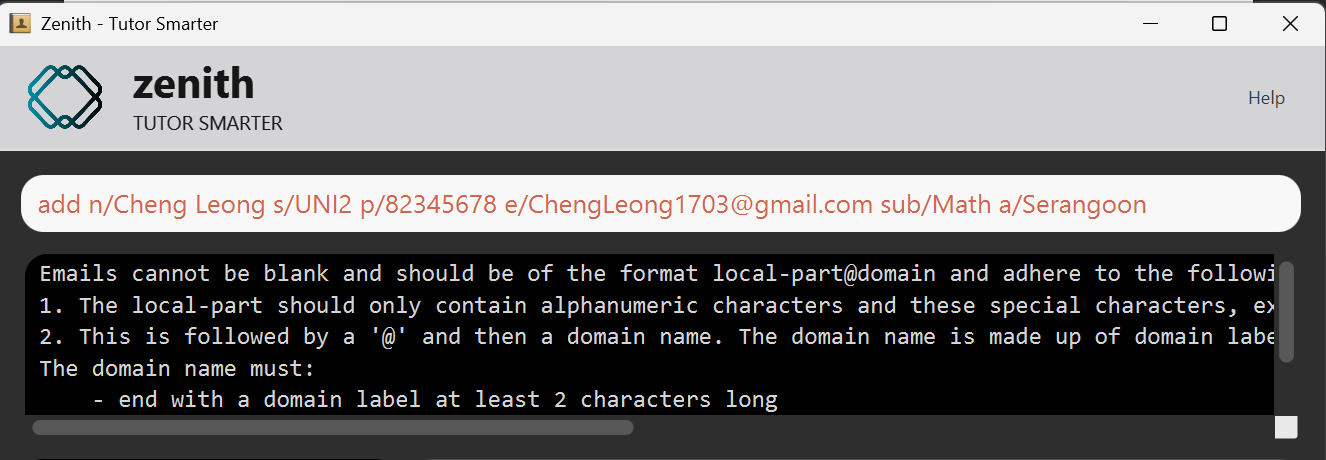 Zenith - Tutor Smarter
zenith
TUTOR SMARTER
Help
add n/Cheng Leong s/UNI2 p/82345678 e/ChengLeong1703@gmail.com sub/Math a/Serangoon
Emails cannot be blank and should be of the format local-part@domain and adhere to the followi
1. The local-part should only contain alphanumeric characters and these special characters, ex
2. This is followed by a '@' and then a domain name. The domain name is made up of domain labe
The domain name must:
- end with a domain label at least 2 characters long